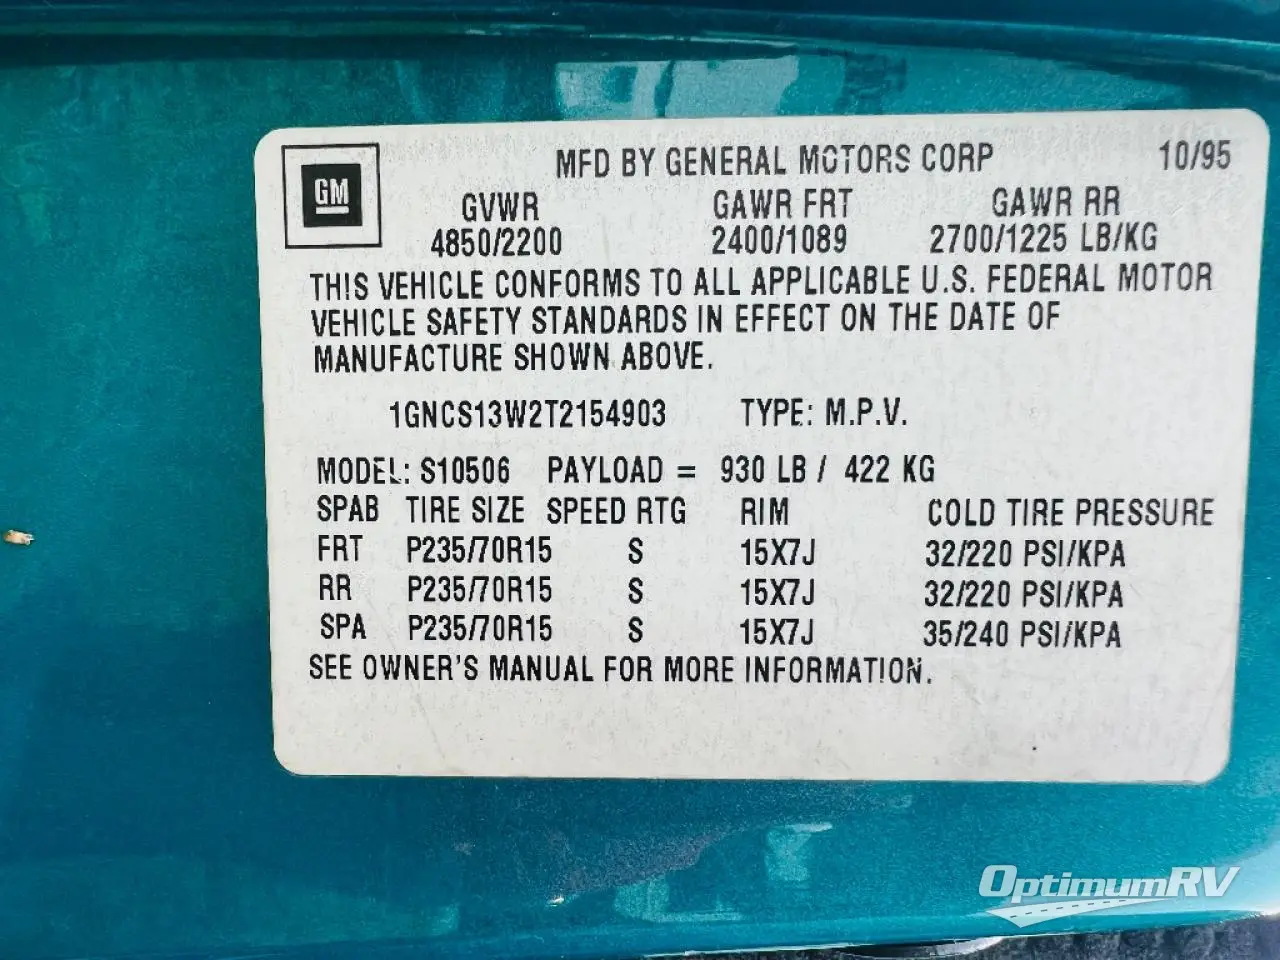 GM
MFD BY GENERAL MOTORS CORP 10/95
GVWR GAWR FRT GAWR RR
4850/2200 2400/1089 2700/1225 LB/KG
THIS VEHICLE CONFORMS TO ALL APPLICABLE U.S. FEDERAL MOTOR
VEHICLE SAFETY STANDARDS IN EFFECT ON THE DATE OF
MANUFACTURE SHOWN ABOVE.
1GNCS13W2T2154903 TYPE: M.P.V.
MODEL: S10506 PAYLOAD = 930 LB / 422 KG
SPAB TIRE SIZE SPEED RTG RIM COLD TIRE PRESSURE
FRT P235/70R15 S 15X7J 32/220 PSI/KPA
RR P235/70R15 S 15X7J 32/220 PSI/KPA
SPA P235/70R15 S 15X7J 35/240 PSI/KPA
SEE OWNER'S MANUAL FOR MORE INFORMATION.
OptimumRV